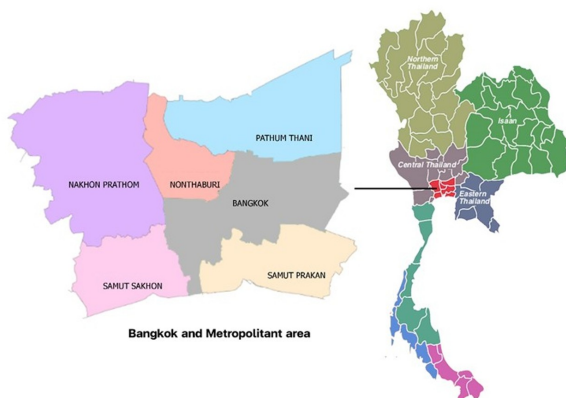 PATHUM THANI
NAKHON PRATHOM
NONTHABURI
BANGKOK
SAMUT SAKHON
SAMUT PRAKAN
Bangkok and Metropolitant area
Northern
Thailand
Isaan
Central Thailand
Eastern
Thailand